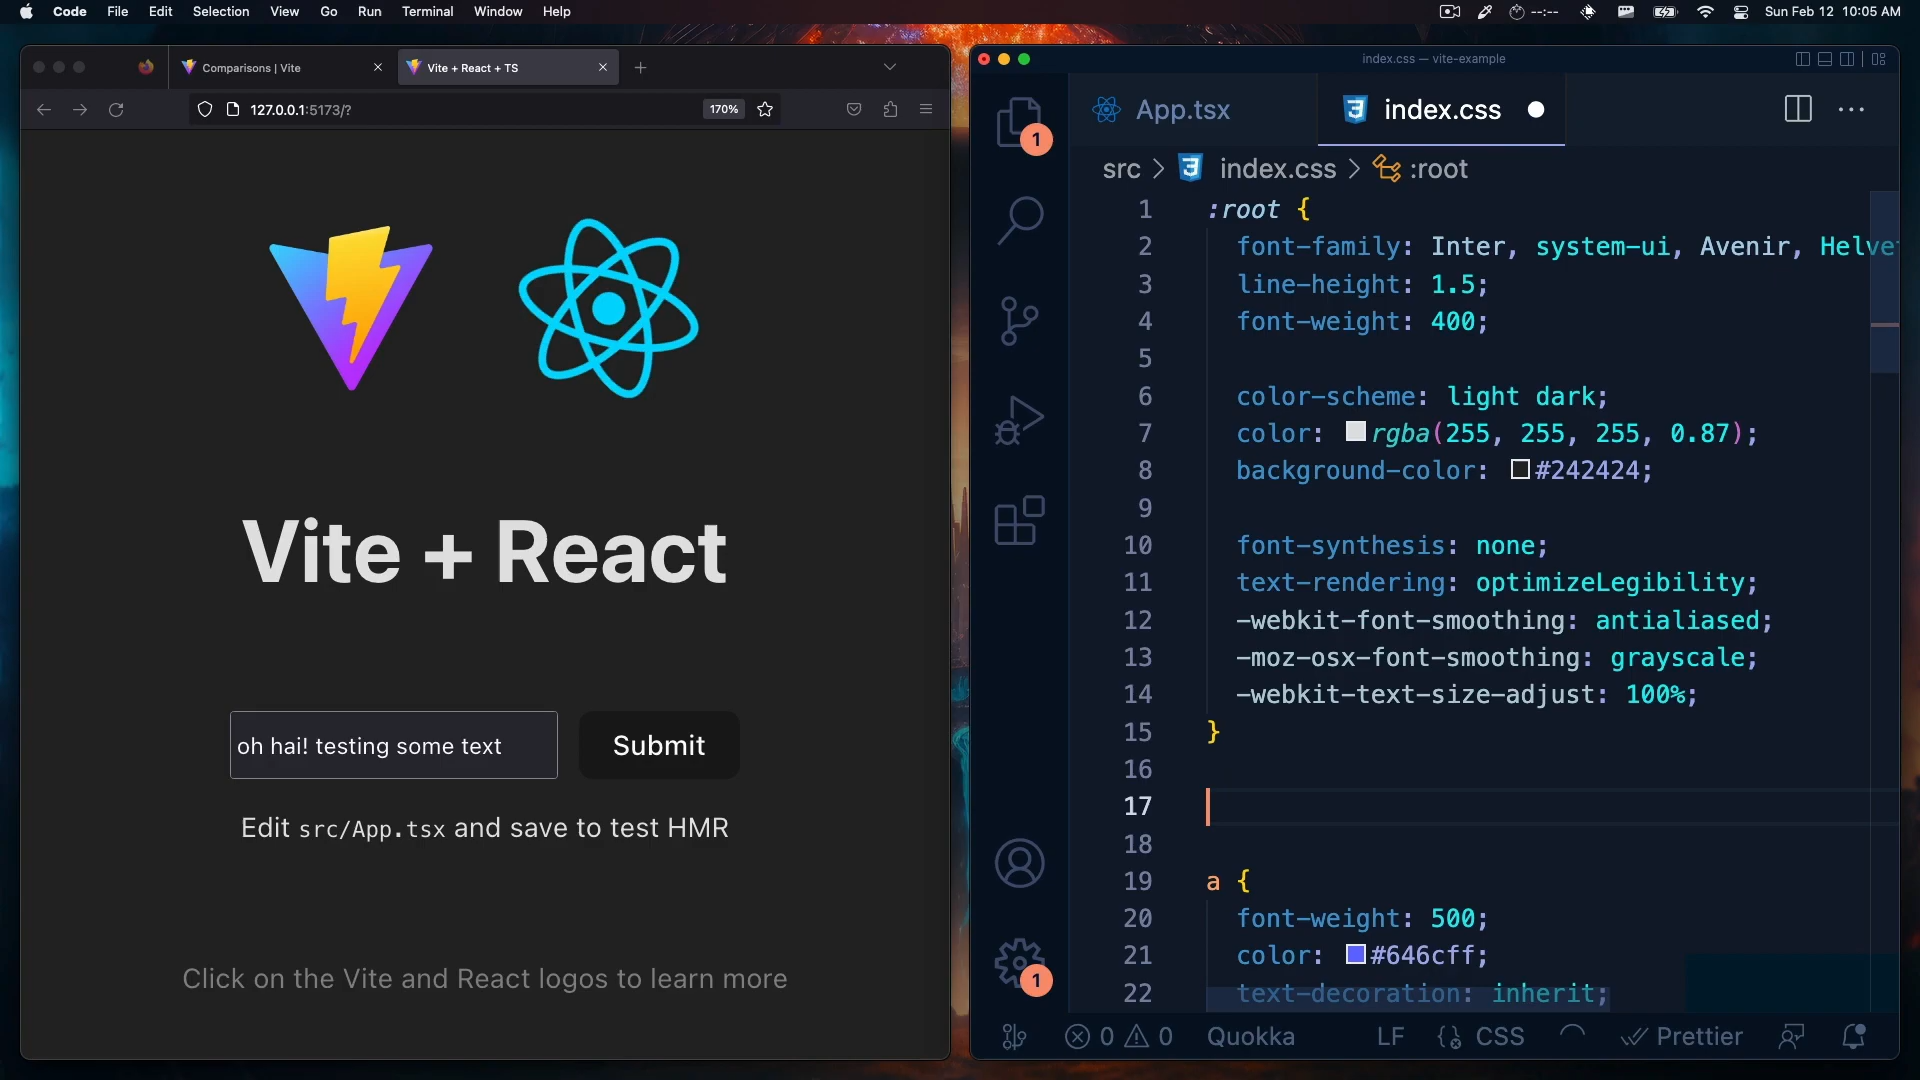 Code File Edit Selection View Go Run Terminal Window Help
--:-- Sun Feb 12 10:05 AM
Comparisons | Vite
Vite + React + TS
127.0.0.1:5173/?
170%
Vite + React
oh hai! testing some text
Submit
Edit src/App.tsx and save to test HMR
Click on the Vite and React logos to learn more
index.css — vite-example
1
App.tsx
index.css
src > index.css > :root
1 :root {
2 font-family: Inter, system-ui, Avenir, Helve
3 line-height: 1.5;
4 font-weight: 400;
5
6 color-scheme: light dark;
7 color: rgba(255, 255, 255, 0.87);
8 background-color: #242424;
9
10 font-synthesis: none;
11 text-rendering: optimizeLegibility;
12 -webkit-font-smoothing: antialiased;
13 -moz-osx-font-smoothing: grayscale;
14 -webkit-text-size-adjust: 100%;
15 }
16
17
18
19 a {
20 font-weight: 500;
21 color: #646cff;
22 text-decoration: inherit;
1
0 0 Quokka LF CSS Prettier